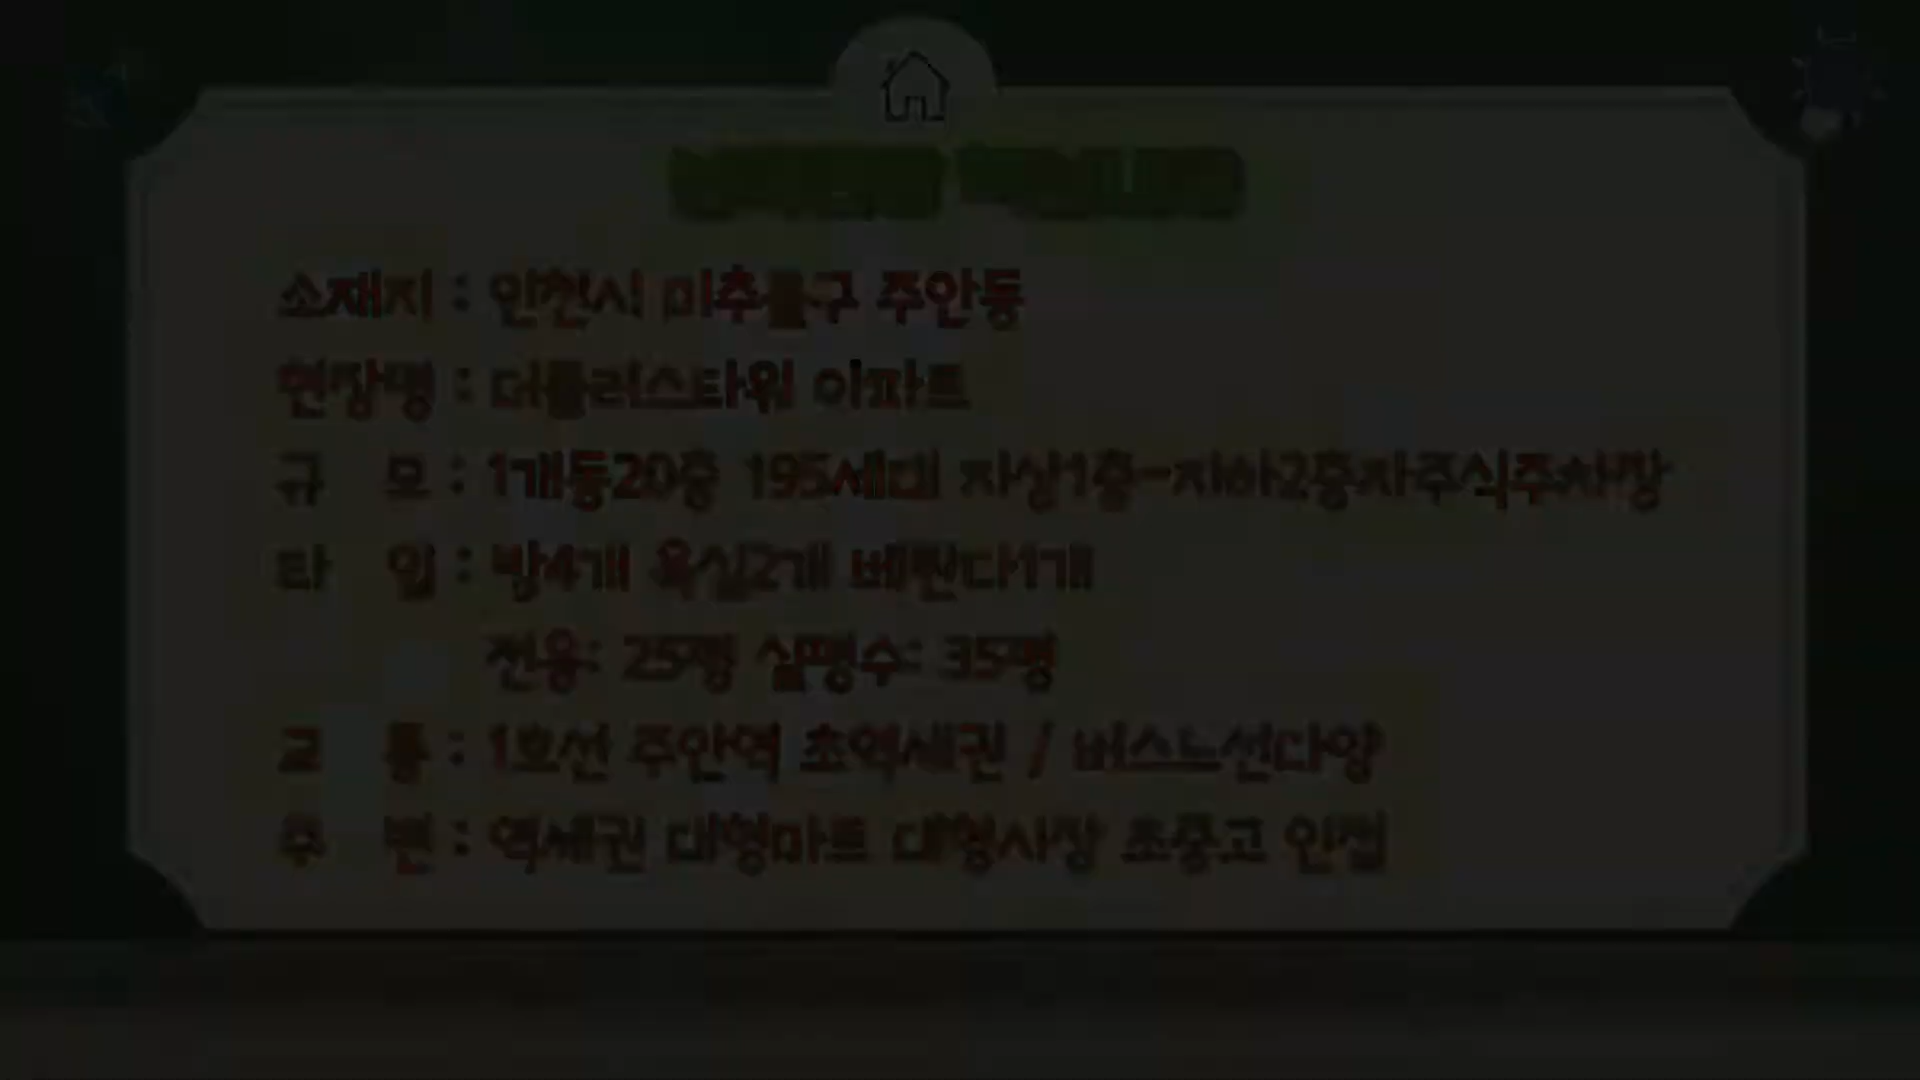 소재지 : 인천시 미추홀구 주안동
현장명 : 더플러스타워 아파트
규 모 : 1개동20층 195세대 지상1층-지하2층자주식주차장
타 입 : 방4개 욕실2개 베란다1개
전용: 25평 실평수: 35평
교 통 : 1호선 주안역 초역세권 / 버스노선다양
주 변 : 역세권 대형마트 대형시장 초중고 인접